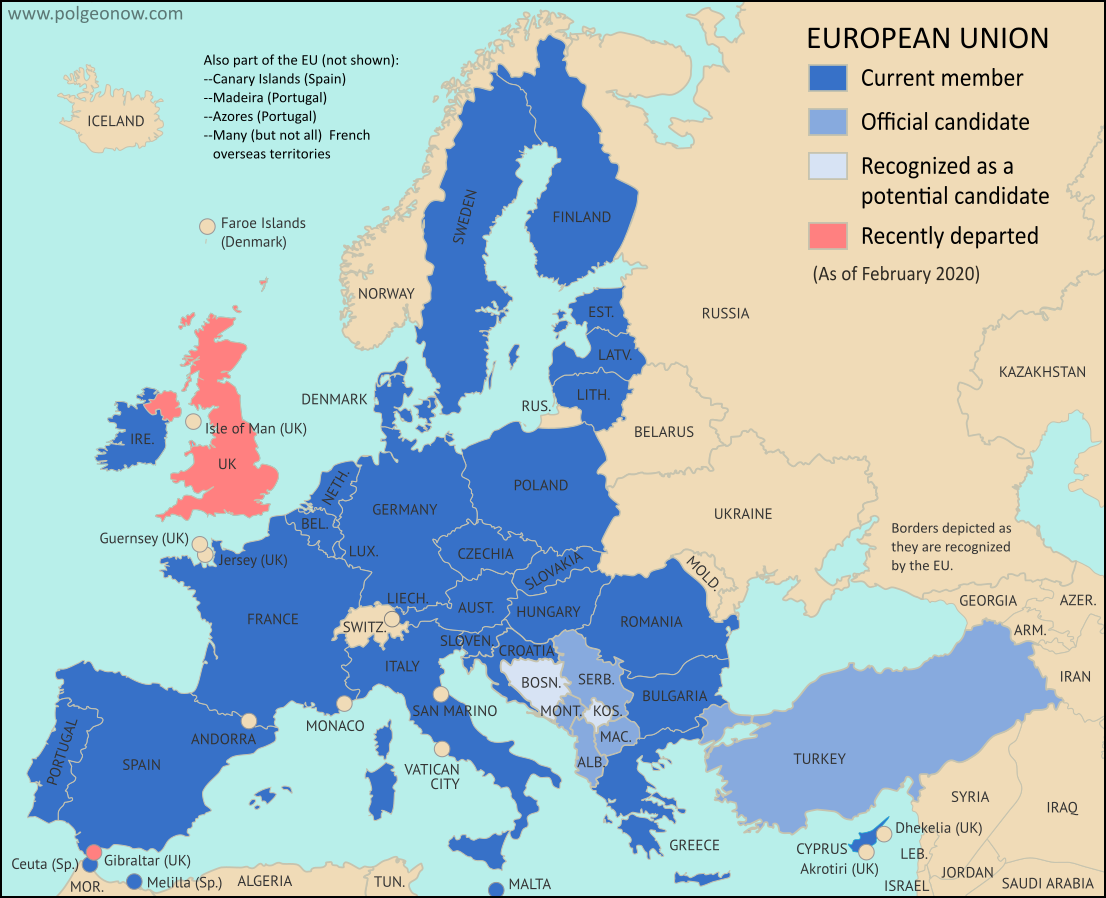 www.polgeonow.com
EUROPEAN UNION
Current member
Official candidate
Recognized as a
potential candidate
Recently departed
(As of February 2020)
Also part of the EU (not shown):
--Canary Islands (Spain)
--Madeira (Portugal)
--Azores (Portugal)
--Many (but not all) French
overseas territories
ICELAND
Faroe Islands
(Denmark)
SWEDEN
FINLAND
NORWAY
RUSSIA
EST.
LATV.
LITH.
RUS.
KAZAKHSTAN
DENMARK
BELARUS
Isle of Man (UK)
IRE.
UK
NETH.
POLAND
GERMANY
UKRAINE
BEL.
Borders depicted as
they are recognized
by the EU.
Guernsey (UK)
Jersey (UK)
LUX.
CZECHIA
SLOVAKIA
MOLD.
LIECH.
AUST.
HUNGARY
FRANCE
SWITZ.
ROMANIA
GEORGIA
AZER.
ARM.
SLOVEN.
CROATIA
ITALY
BOSN.
SERB.
IRAN
BULGARIA
SAN MARINO
MONT.
KOS.
MONACO
ANDORRA
MAC.
PORTUGAL
SPAIN
VATICAN
CITY
ALB.
TURKEY
SYRIA
IRAQ
Dhekelia (UK)
GREECE
CYPRUS
Akrotiri (UK)
LEB.
Ceuta (Sp.)
Gibraltar (UK)
JORDAN
MOR.
Melilla (Sp.)
ALGERIA
TUN.
MALTA
ISRAEL
SAUDI ARABIA